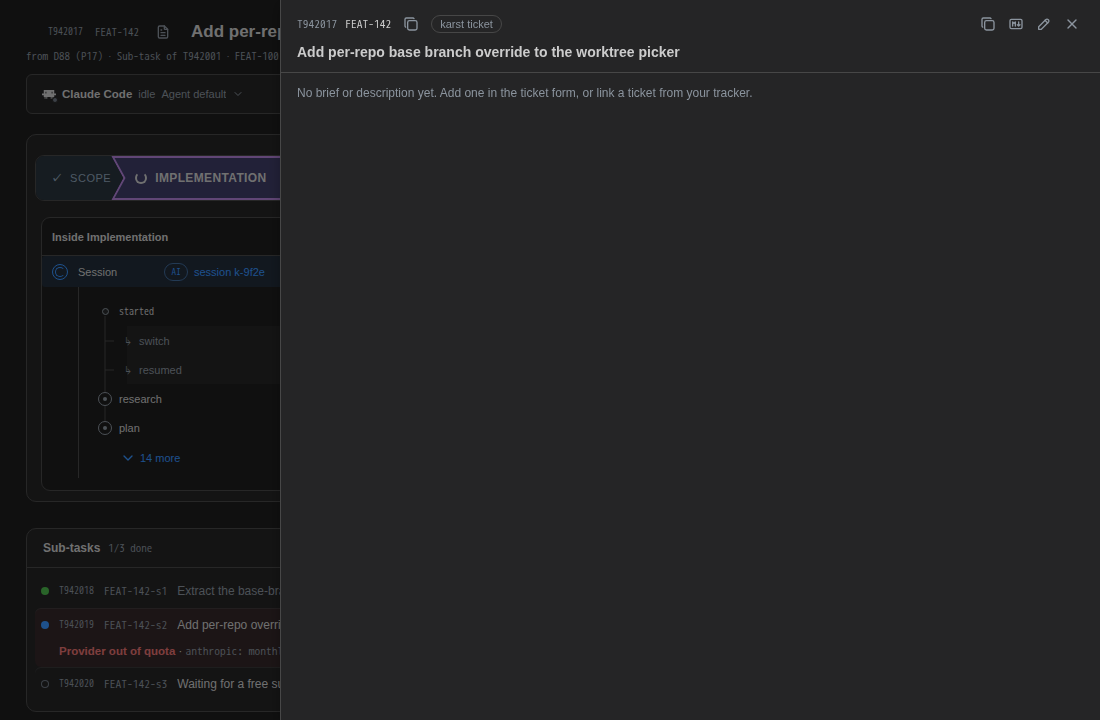 T942017 FEAT-142 Add per-rep
from D88 (P17) · Sub-task of T942001 · FEAT-100
Claude Code idle Agent default
✓ SCOPE IMPLEMENTATION
Inside Implementation
Session AI session k-9f2e
started
↳ switch
↳ resumed
research
plan
14 more
Sub-tasks 1/3 done
T942018 FEAT-142-s1 Extract the base-br
T942019 FEAT-142-s2 Add per-repo overri
Provider out of quota · anthropic: monthl
T942020 FEAT-142-s3 Waiting for a free su
T942017 FEAT-142 karst ticket
Add per-repo base branch override to the worktree picker
No brief or description yet. Add one in the ticket form, or link a ticket from your tracker.